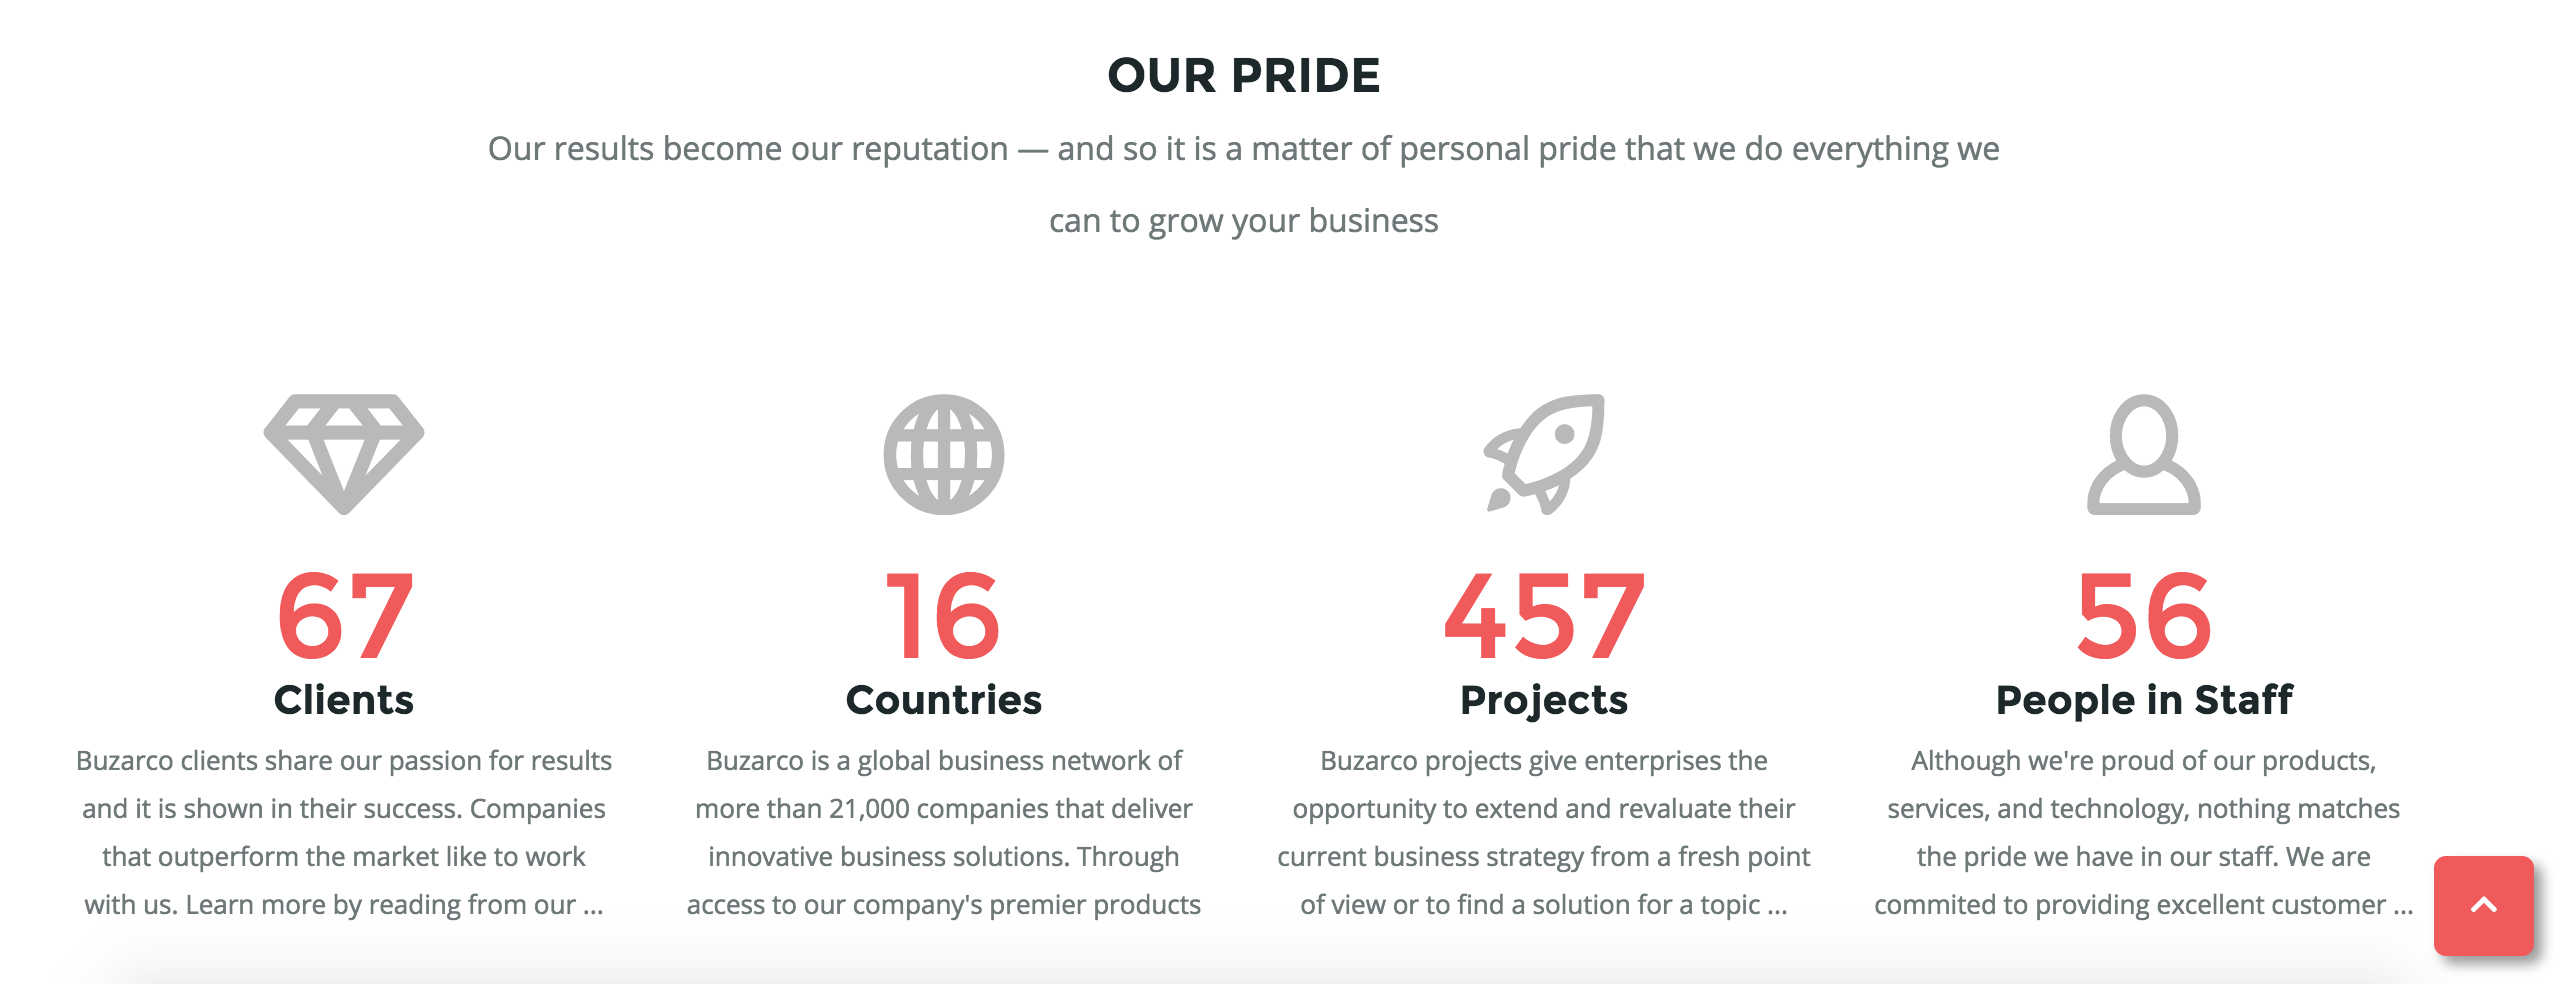 OUR PRIDE
Our results become our reputation — and so it is a matter of personal pride that we do everything we
can to grow your business
67
Clients
Buzarco clients share our passion for results
and it is shown in their success. Companies
that outperform the market like to work
with us. Learn more by reading from our ...
16
Countries
Buzarco is a global business network of
more than 21,000 companies that deliver
innovative business solutions. Through
access to our company's premier products
457
Projects
Buzarco projects give enterprises the
opportunity to extend and revaluate their
current business strategy from a fresh point
of view or to find a solution for a topic ...
56
People in Staff
Although we're proud of our products,
services, and technology, nothing matches
the pride we have in our staff. We are
commited to providing excellent customer ...